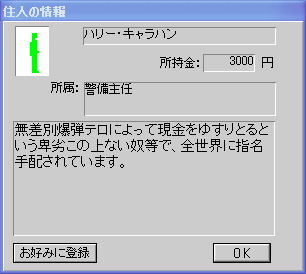 住人の情報
ハリー・キャラハン
所持金: 3000 円
所属: 警備主任
無差別爆弾テロによって現金をゆすりとると
いう卑劣この上ない奴等で、全世界に指名
手配されています。
お好みに登録 OK